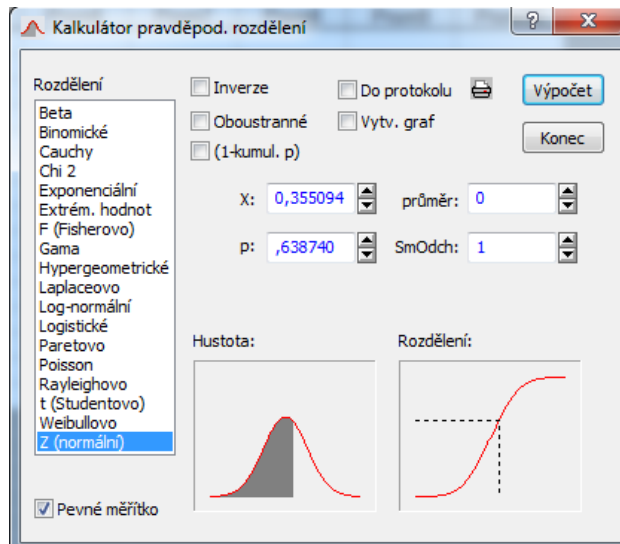 Kalkulátor pravděpod. rozdělení
?
X
Rozdělení
Beta
Binomické
Cauchy
Chi 2
Exponenciální
Extrém. hodnot
F (Fisherovo)
Gama
Hypergeometrické
Laplaceovo
Log-normální
Logistické
Paretovo
Poisson
Rayleighovo
t (Studentovo)
Weibullovo
Z (normální)
Pevné měřítko
Inverze
Do protokolu
Výpočet
Oboustranné
Vytv. graf
Konec
(1-kumul. p)
X: 0,355094 průměr: 0
p: ,638740 SmOdch: 1
Hustota:
Rozdělení: